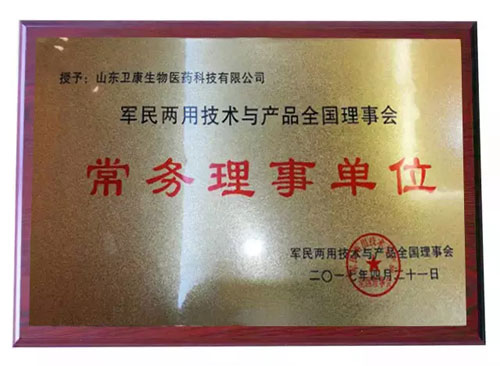 授予：山东卫康生物医药科技有限公司
军民两用技术与产品全国理事会
常务理事单位
军民两用技术与产品全国理事会
二〇一七年四月二十一日